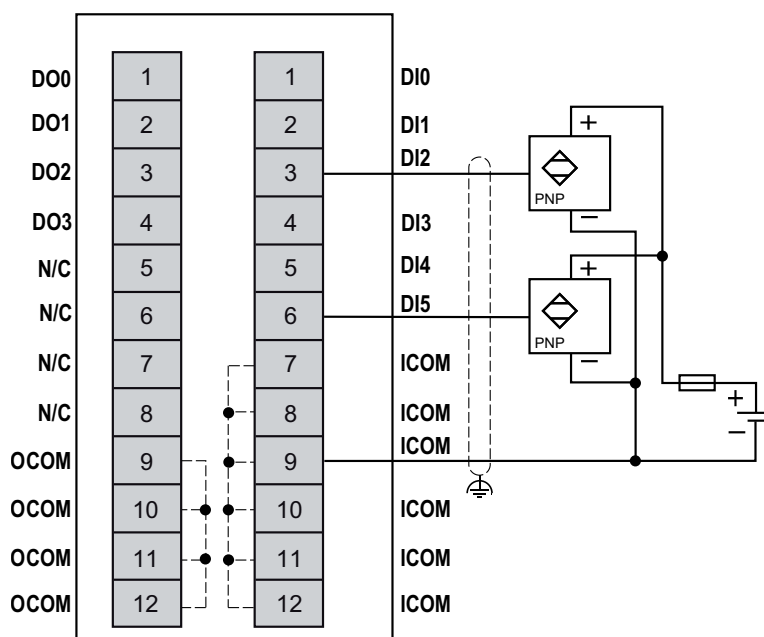 DO0 1 1 DI0
DO1 2 2 DI1
DO2 3 3 DI2
DO3 4 4 DI3
N/C 5 5 DI4
N/C 6 6 DI5
N/C 7 7 ICOM
N/C 8 8 ICOM
OCOM 9 9 ICOM
OCOM 10 10 ICOM
OCOM 11 11 ICOM
OCOM 12 12 ICOM
+
PNP
−
+
PNP
−
+
−